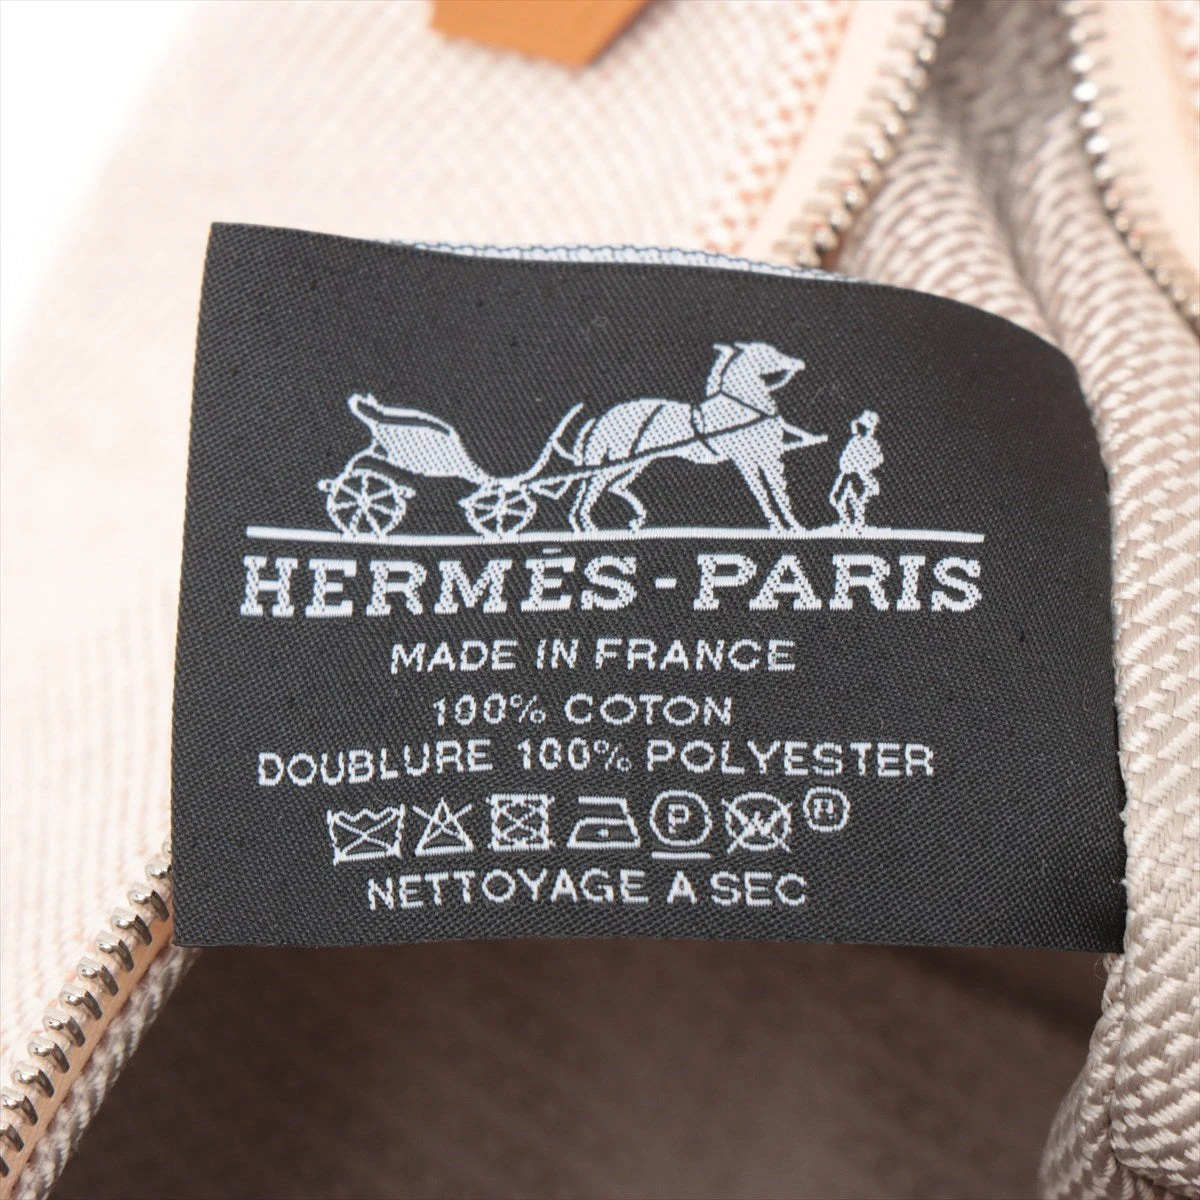 HERMÈS-PARIS
MADE IN FRANCE
100% COTON
DOUBLURE 100% POLYESTER
P W H
NETTOYAGE A SEC